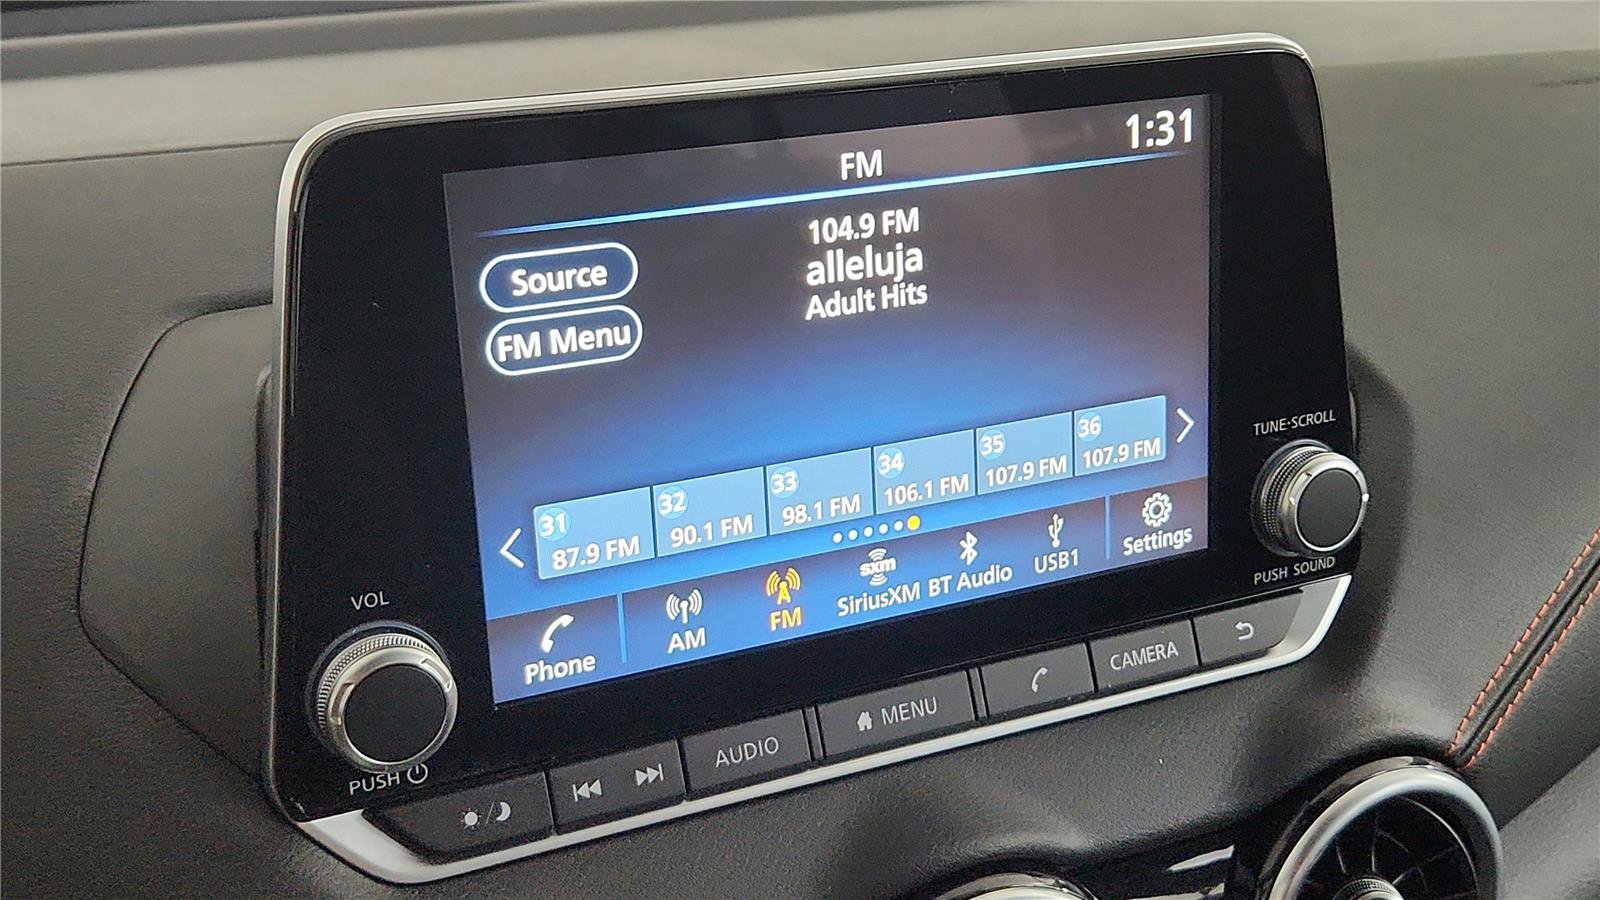 1:31
FM
104.9 FM
alleluja
Adult Hits
Source
FM Menu
31
87.9 FM
32
90.1 FM
33
98.1 FM
34
106.1 FM
35
107.9 FM
36
107.9 FM
Phone
AM
FM
sxm
SiriusXM
BT Audio
USB1
Settings
VOL
PUSH
TUNE·SCROLL
PUSH SOUND
AUDIO
MENU
CAMERA